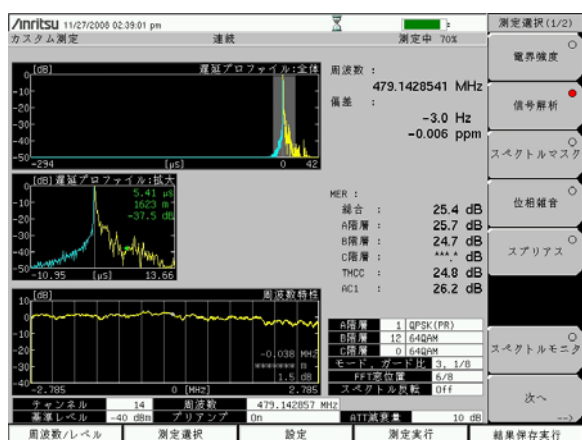 Anritsu 11/27/2008 02:39:01 pm
カスタム測定 連続 測定中 70%
測定選択(1/2)
電界強度
信号解析
スペクトルマスク
位相雑音
スプリアス
スペクトルモニタ
次へ
-->
[dB] 遅延プロファイル:全体
0
-10
-20
-30
-40
-50
-294 [μS] 0 42
周波数 :
479.1428541 MHz
偏差 :
-3.0 Hz
-0.006 ppm
[dB] 遅延プロファイル:拡大
0
-10
-20
-30
-40
-50
5.41 μS
1623 m
-37.5 dB
-10.95 [μS] 13.66
MER :
総合 : 25.4 dB
A階層 : 25.7 dB
B階層 : 24.7 dB
C階層 : ***.* dB
TMCC : 24.8 dB
AC1 : 26.2 dB
[dB] 周波数特性
10
0
-10
-20
-30
-40
-0.038 MHz
******** m
1.5 dB
-2.785 0 [MHz] 2.785
A階層 1 QPSK(PR)
B階層 12 64QAM
C階層 0 64QAM
モード、ガード比 3, 1/8
FFT窓位置 6/8
スペクトル反転 Off
チャンネル 14 周波数 479.142857 MHz
基準レベル -40 dBm プリアンプ On ATT減衰量 10 dB
周波数/レベル 測定選択 設定 測定実行 結果保存実行